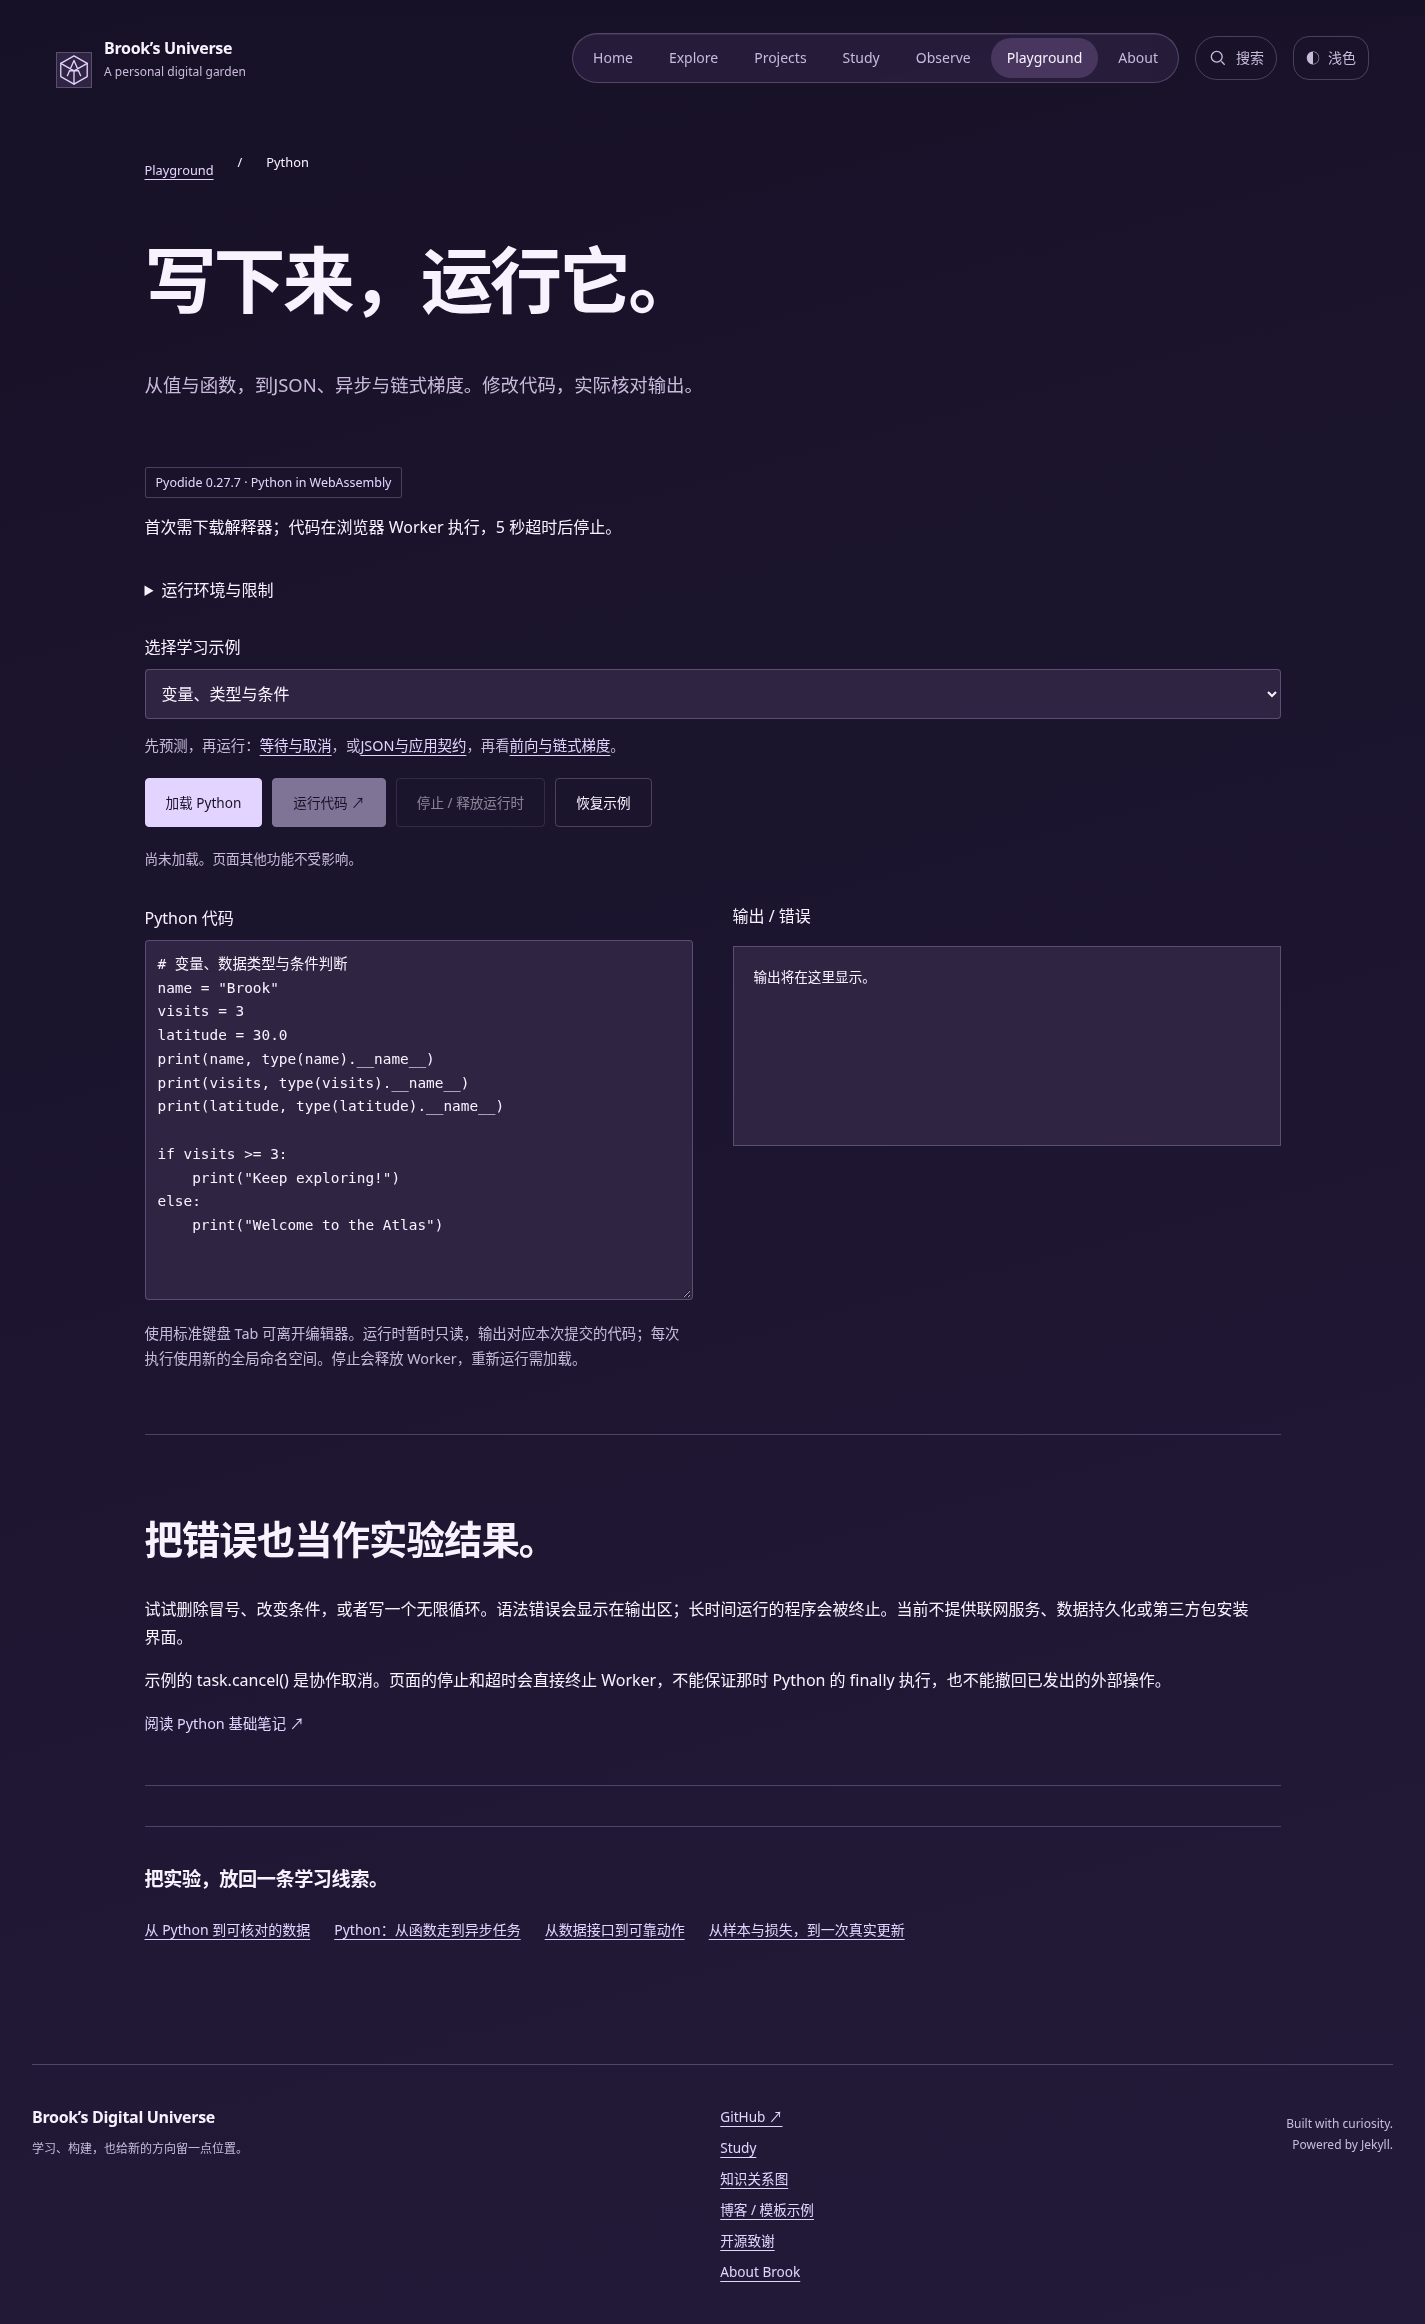 Brook’s Universe
A personal digital garden
Home
Explore
Projects
Study
Observe
Playground
About
搜索
浅色
Playground / Python
写下来，运行它。
从值与函数，到JSON、异步与链式梯度。修改代码，实际核对输出。
Pyodide 0.27.7 · Python in WebAssembly
首次需下载解释器；代码在浏览器 Worker 执行，5 秒超时后停止。
▶ 运行环境与限制
选择学习示例
变量、类型与条件
先预测，再运行：等待与取消，或JSON与应用契约，再看前向与链式梯度。
加载 Python
运行代码 ↗
停止 / 释放运行时
恢复示例
尚未加载。页面其他功能不受影响。
Python 代码
# 变量、数据类型与条件判断
name = "Brook"
visits = 3
latitude = 30.0
print(name, type(name).__name__)
print(visits, type(visits).__name__)
print(latitude, type(latitude).__name__)
if visits >= 3:
    print("Keep exploring!")
else:
    print("Welcome to the Atlas")
输出 / 错误
输出将在这里显示。
使用标准键盘 Tab 可离开编辑器。运行时暂时只读，输出对应本次提交的代码；每次
执行使用新的全局命名空间。停止会释放 Worker，重新运行需加载。
把错误也当作实验结果。
试试删除冒号、改变条件，或者写一个无限循环。语法错误会显示在输出区；长时间运行的程序会被终止。当前不提供联网服务、数据持久化或第三方包安装
界面。
示例的 task.cancel() 是协作取消。页面的停止和超时会直接终止 Worker，不能保证那时 Python 的 finally 执行，也不能撤回已发出的外部操作。
阅读 Python 基础笔记 ↗
把实验，放回一条学习线索。
从 Python 到可核对的数据
Python：从函数走到异步任务
从数据接口到可靠动作
从样本与损失，到一次真实更新
Brook’s Digital Universe
学习、构建，也给新的方向留一点位置。
GitHub ↗
Study
知识关系图
博客 / 模板示例
开源致谢
About Brook
Built with curiosity.
Powered by Jekyll.